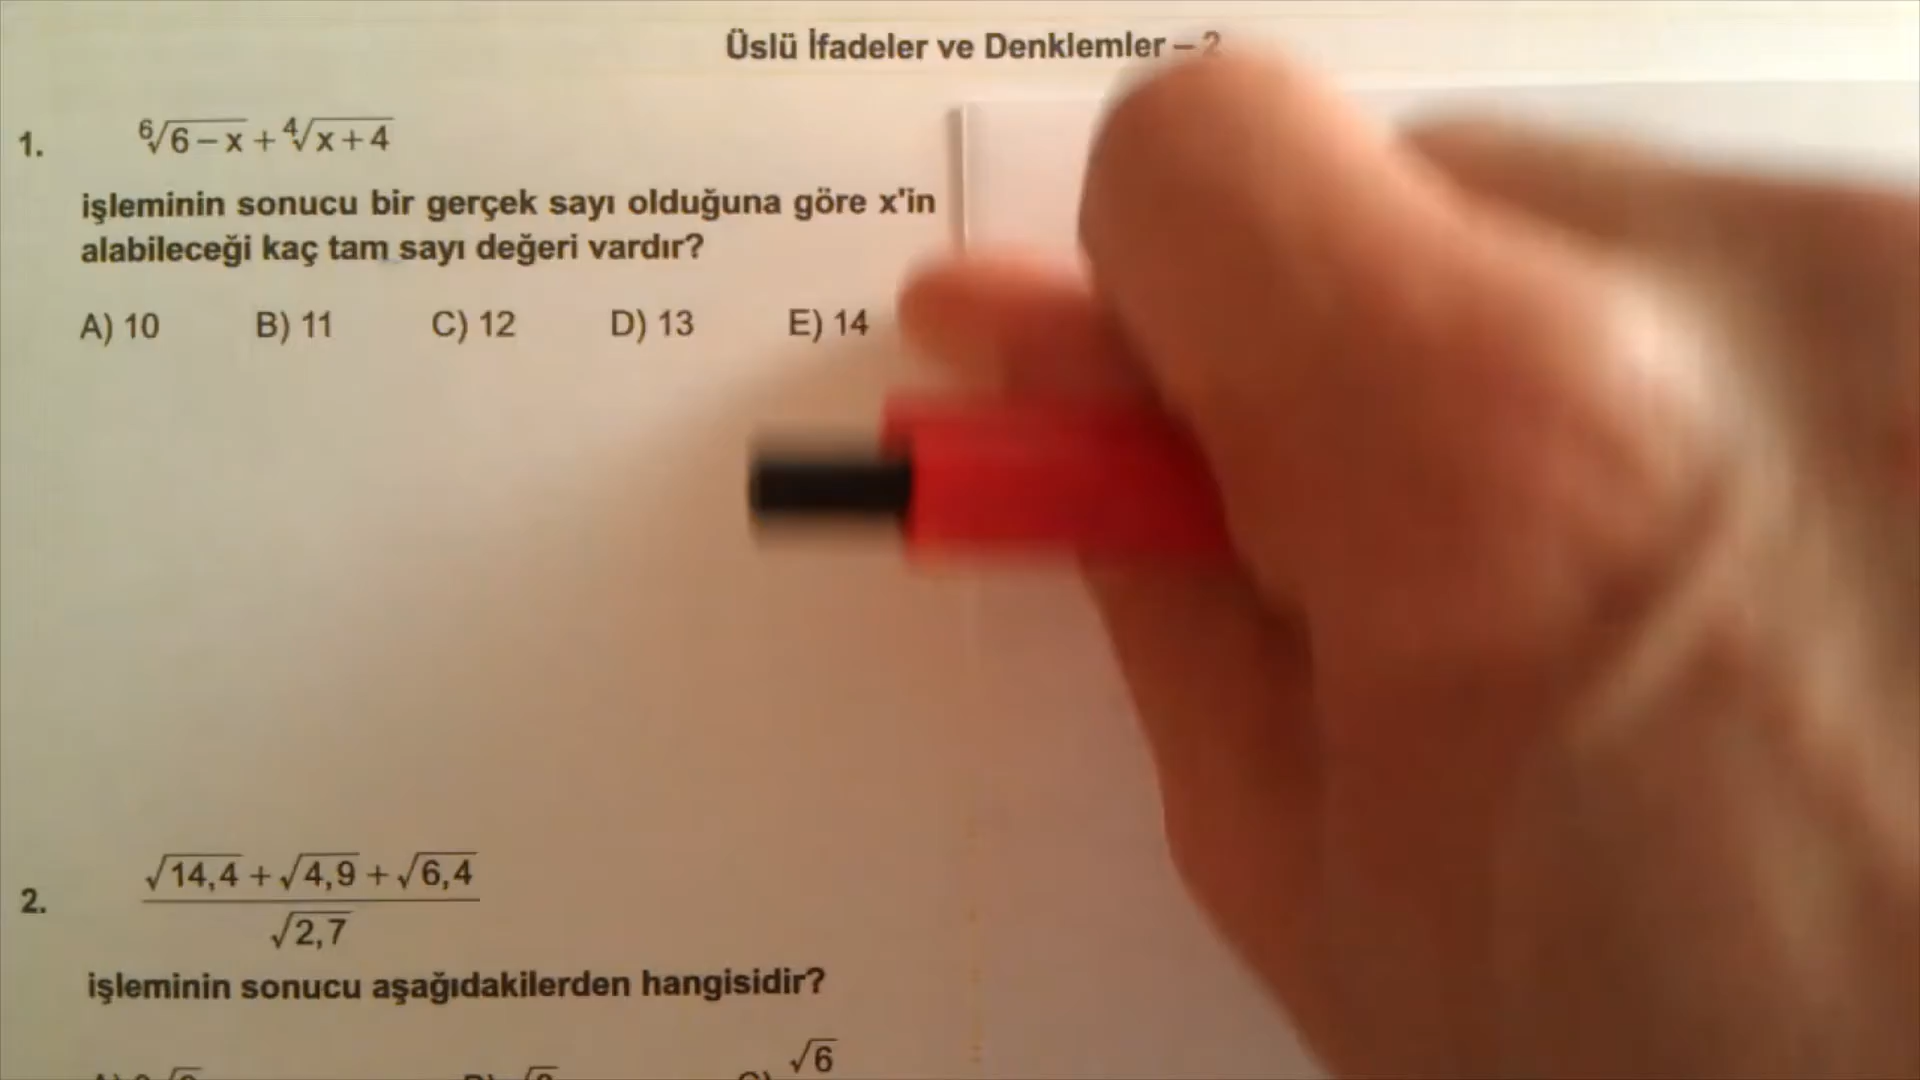 Üslü İfadeler ve Denklemler – 2
1. ⁶√6 – x + ⁴√x + 4
işleminin sonucu bir gerçek sayı olduğuna göre x'in
alabileceği kaç tam sayı değeri vardır?
A) 10 B) 11 C) 12 D) 13 E) 14
√14,4 + √4,9 + √6,4
2.
√2,7
işleminin sonucu aşağıdakilerden hangisidir?
√6